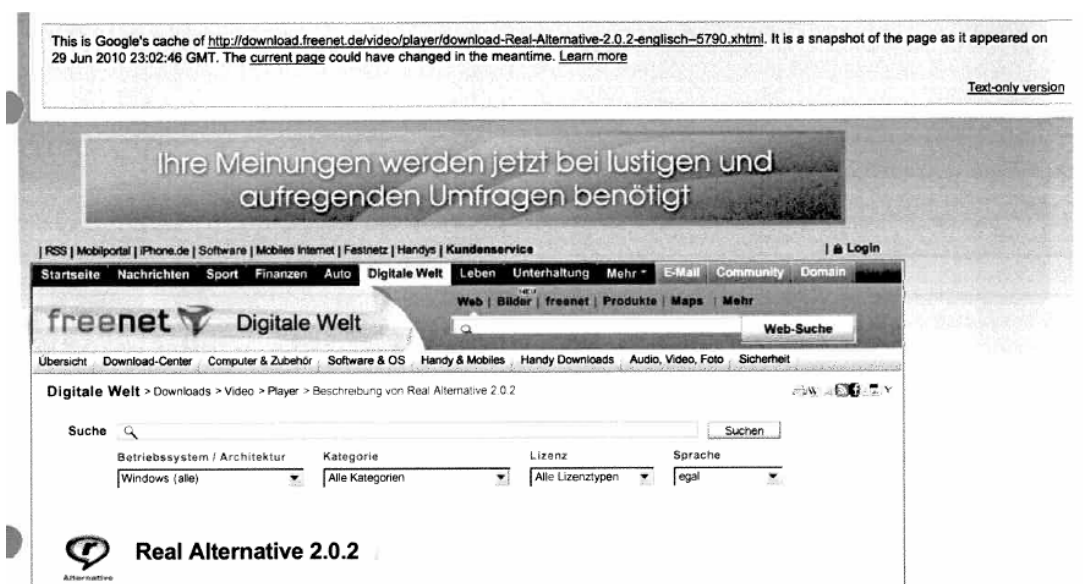 This is Google's cache of http://download.freenet.de/video/player/download-Real-Alternative-2.0.2-englisch--5790.xhtml. It is a snapshot of the page as it appeared on
29 Jun 2010 23:02:46 GMT. The current page could have changed in the meantime. Learn more
Text-only version
Ihre Meinungen werden jetzt bei lustigen und
aufregenden Umfragen benötigt
| RSS | Mobilportal | iPhone.de | Software | Mobiles Internet | Festnetz | Handys | Kundenservice | Login
Startseite Nachrichten Sport Finanzen Auto Digitale Welt Leben Unterhaltung Mehr E-Mail Community Domain
NEU
Web | Bilder | freenet | Produkte | Maps | Mehr
freenet Digitale Welt
Web-Suche
Übersicht Download-Center Computer & Zubehör Software & OS Handy & Mobiles Handy Downloads Audio, Video, Foto Sicherheit
Digitale Welt > Downloads > Video > Player > Beschreibung von Real Alternative 2.0.2
Suche Suchen
Betriebssystem / Architektur Kategorie Lizenz Sprache
Windows (alle) Alle Kategorien Alle Lizenztypen egal
Real Alternative 2.0.2
Alternative